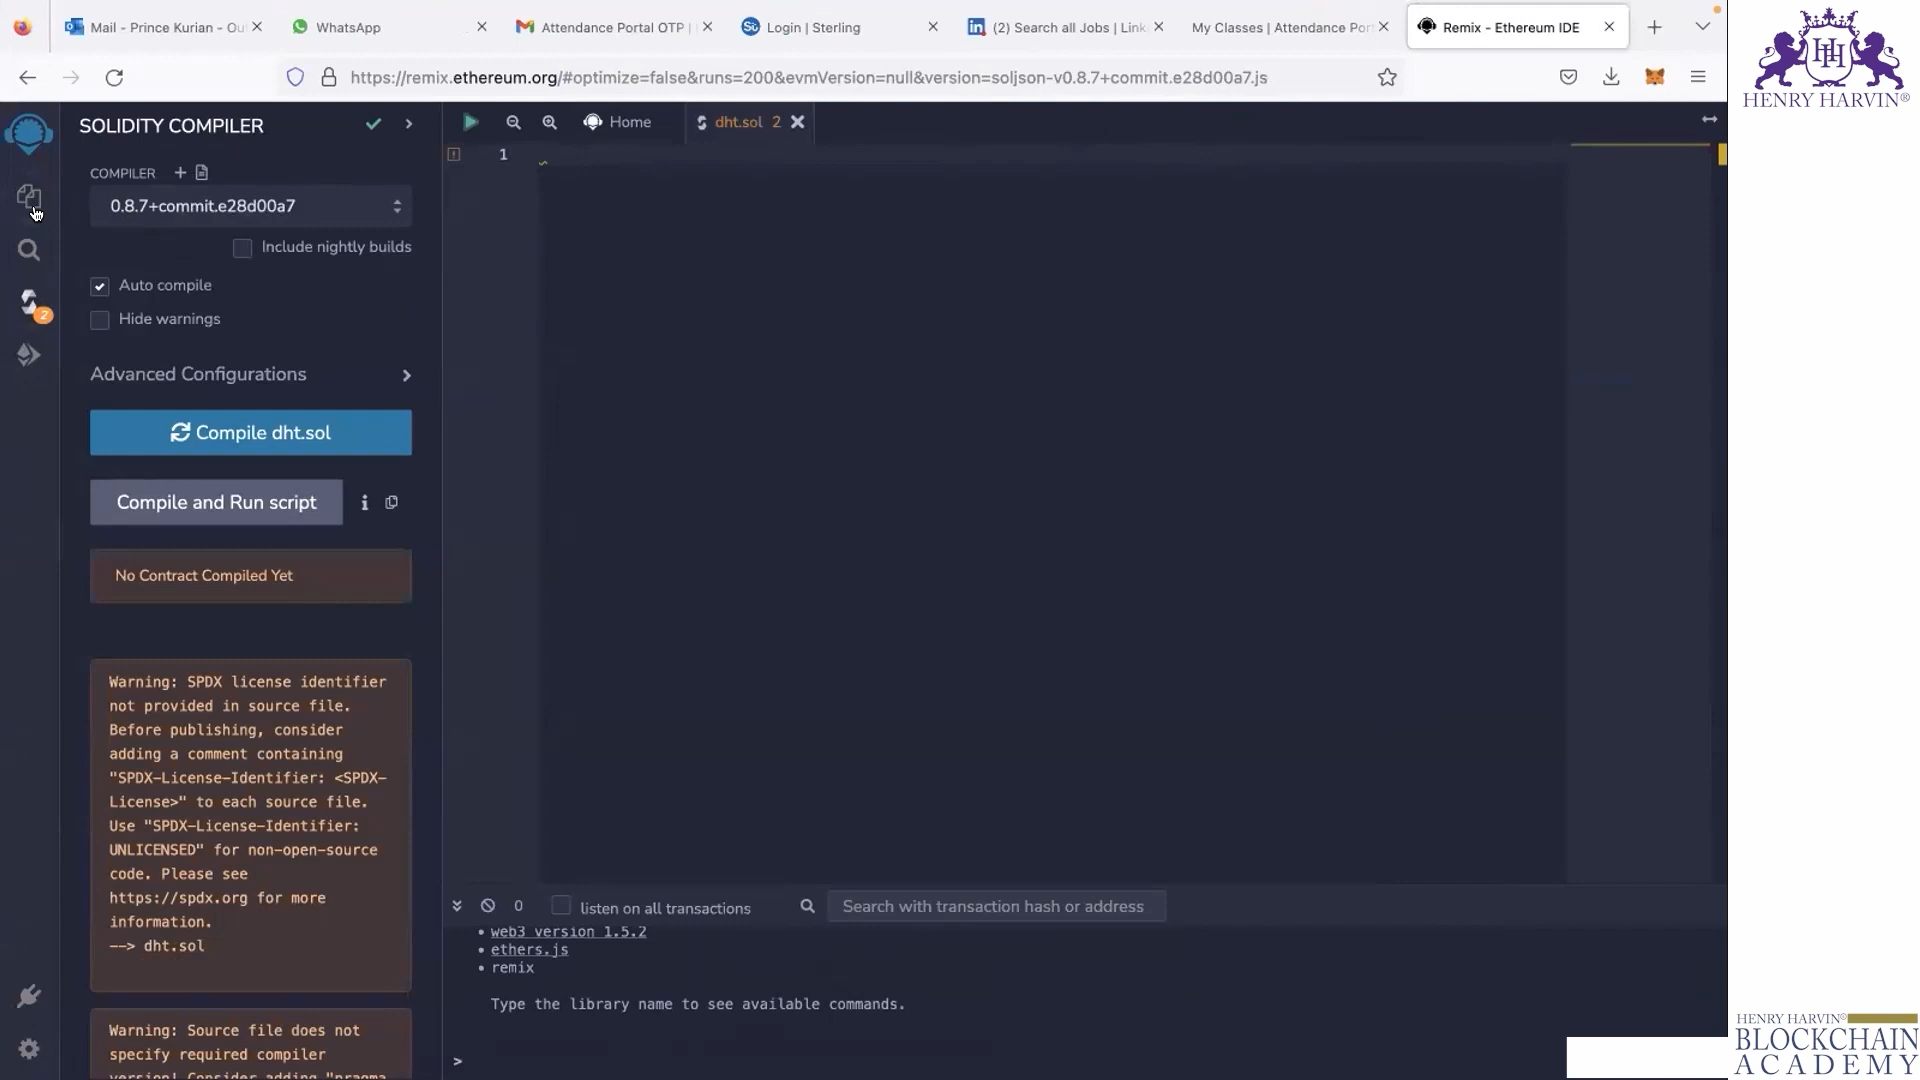 Mail - Prince Kurian - Ou
WhatsApp
Attendance Portal OTP |
Login | Sterling
(2) Search all Jobs | Link
My Classes | Attendance Por
Remix - Ethereum IDE
https://remix.ethereum.org/#optimize=false&runs=200&evmVersion=null&version=soljson-v0.8.7+commit.e28d00a7.js
HENRY HARVIN®
SOLIDITY COMPILER
Home
dht.sol 2
COMPILER
0.8.7+commit.e28d00a7
Include nightly builds
Auto compile
Hide warnings
Advanced Configurations
Compile dht.sol
Compile and Run script
No Contract Compiled Yet
Warning: SPDX license identifier
not provided in source file.
Before publishing, consider
adding a comment containing
"SPDX-License-Identifier: <SPDX-
License>" to each source file.
Use "SPDX-License-Identifier:
UNLICENSED" for non-open-source
code. Please see
https://spdx.org for more
information.
--> dht.sol
Warning: Source file does not
specify required compiler
version! Consider adding "pragma
2
1
0
listen on all transactions
Search with transaction hash or address
• web3 version 1.5.2
• ethers.js
• remix
Type the library name to see available commands.
>
HENRY HARVIN®
BLOCKCHAIN
ACADEMY